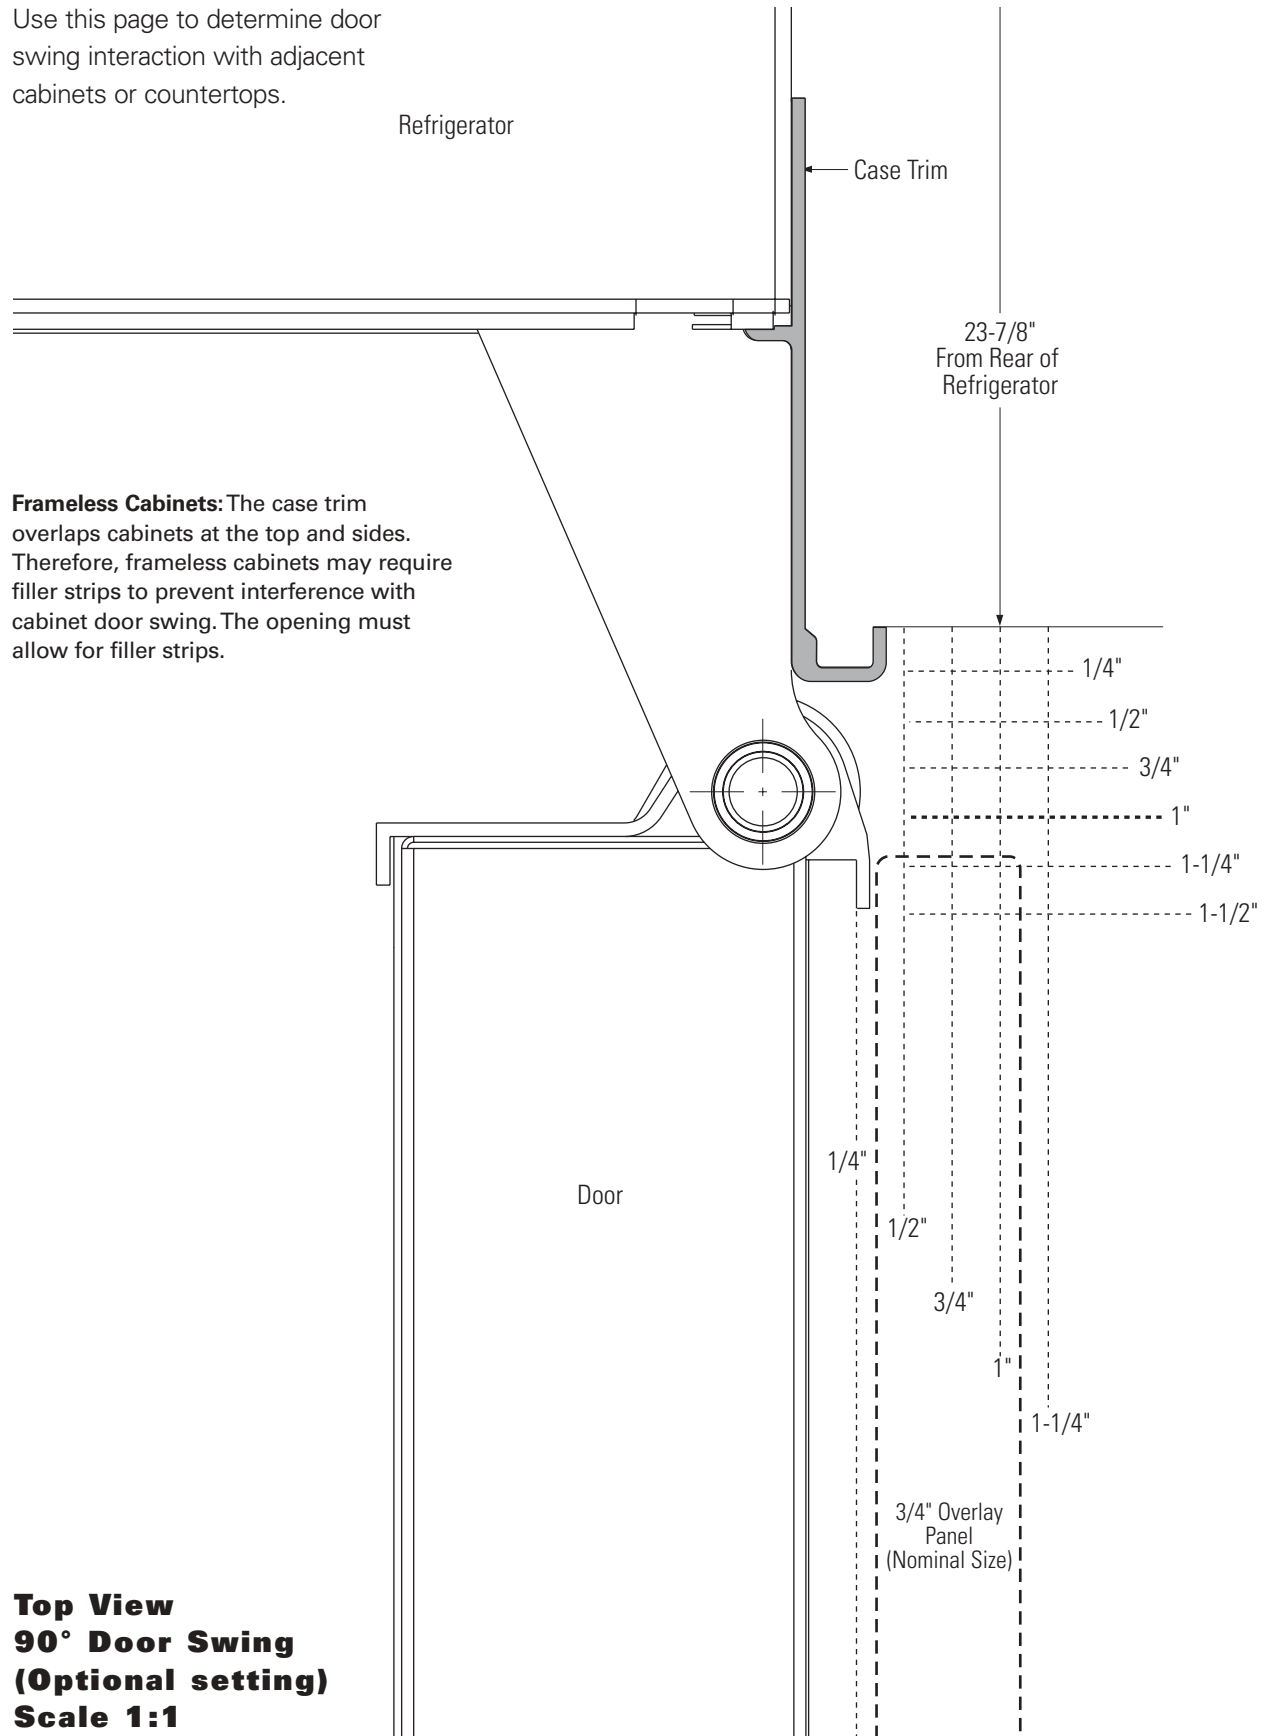 Use this page to determine door
swing interaction with adjacent
cabinets or countertops.
Refrigerator
Case Trim
23-7/8"
From Rear of
Refrigerator
Frameless Cabinets: The case trim
overlaps cabinets at the top and sides.
Therefore, frameless cabinets may require
filler strips to prevent interference with
cabinet door swing. The opening must
allow for filler strips.
1/4"
1/2"
3/4"
1"
1-1/4"
1-1/2"
1/4"
Door
1/2"
3/4"
1"
1-1/4"
3/4" Overlay
Panel
(Nominal Size)
Top View
90° Door Swing
(Optional setting)
Scale 1:1